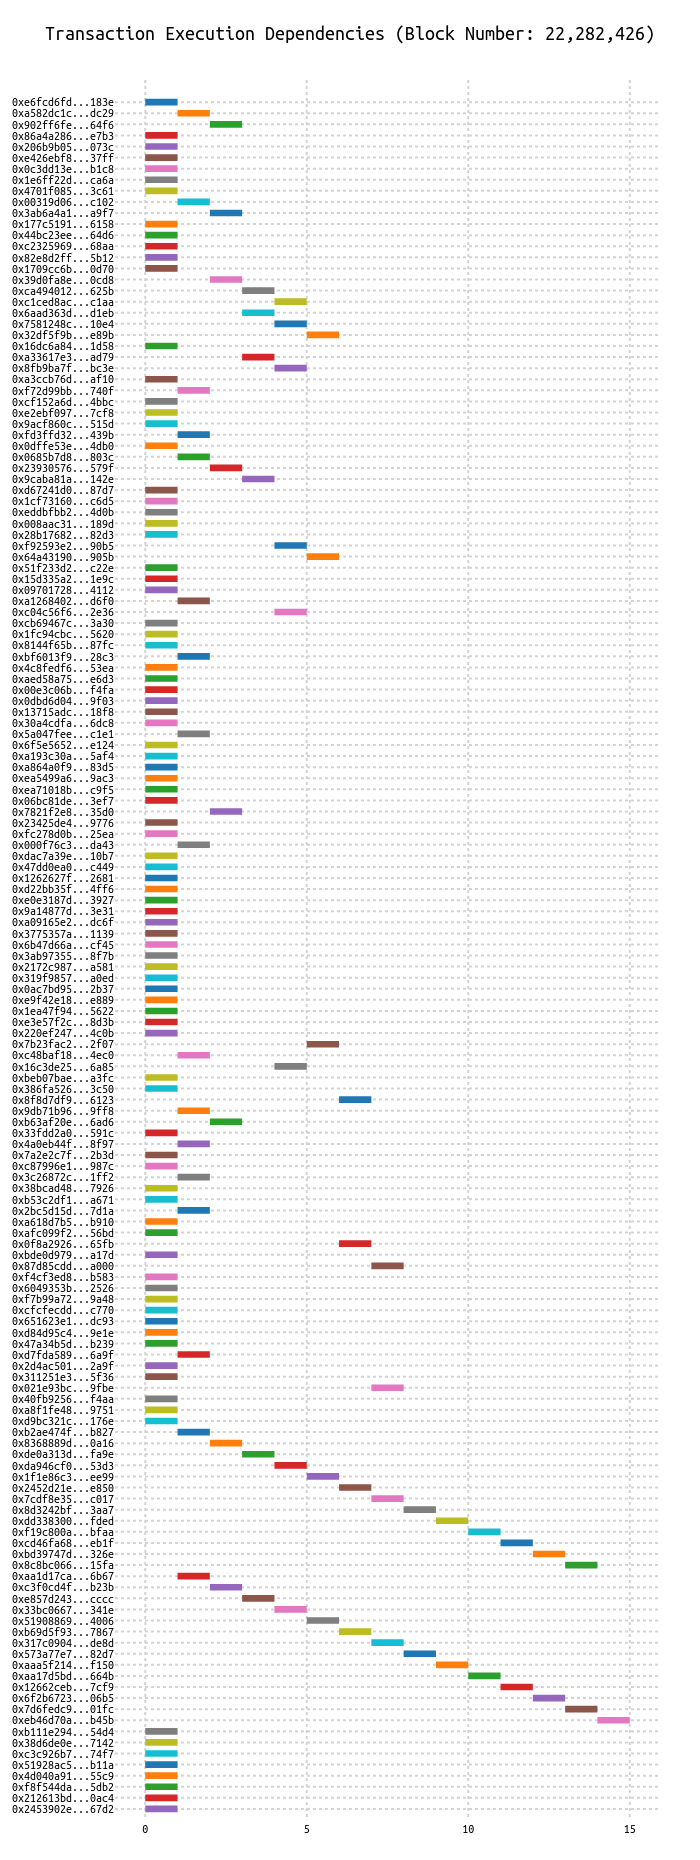 Transaction Execution Dependencies (Block Number: 22,282,426)
0xe6fcd6fd...183e
0xa582dc1c...dc29
0x902ff6fe...64f6
0x86a4a286...e7b3
0x206b9b05...073c
0xe426ebf8...37ff
0x0c3dd13e...b1c8
0x1e6ff22d...ca6a
0x4701f085...3c61
0x00319d06...c102
0x3ab6a4a1...a9f7
0x177c5191...6158
0x44bc23ee...64d6
0xc2325969...68aa
0x82e8d2ff...5b12
0x1709cc6b...0d70
0x39d0fa8e...0cd8
0xca494012...625b
0xc1ced8ac...c1aa
0x6aad363d...d1eb
0x7581248c...10e4
0x32df5f9b...e89b
0x16dc6a84...1d58
0xa33617e3...ad79
0x8fb9ba7f...bc3e
0xa3ccb76d...af10
0xf72d99bb...740f
0xcf152a6d...4bbc
0xe2ebf097...7cf8
0x9acf860c...515d
0xfd3ffd32...439b
0x0dffe53e...4db0
0x0685b7d8...803c
0x23930576...579f
0x9caba81a...142e
0xd67241d0...87d7
0x1cf73160...c6d5
0xeddbfbb2...4d0b
0x008aac31...189d
0x28b17682...82d3
0xf92593e2...90b5
0x64a43190...905b
0x51f233d2...c22e
0x15d335a2...1e9c
0x09701728...4112
0xa1268402...d6f0
0xc04c56f6...2e36
0xcb69467c...3a30
0x1fc94cbc...5620
0x8144f65b...87fc
0xbf6013f9...28c3
0x4c8fedf6...53ea
0xaed58a75...e6d3
0x00e3c06b...f4fa
0x0dbd6d04...9f03
0x13715adc...18f8
0x30a4cdfa...6dc8
0x5a047fee...c1e1
0x6f5e5652...e124
0xa193c30a...5af4
0xa864a0f9...83d5
0xea5499a6...9ac3
0xea71018b...c9f5
0x06bc81de...3ef7
0x7821f2e8...35d0
0x23425de4...9776
0xfc278d0b...25ea
0x000f76c3...da43
0xdac7a39e...10b7
0x47dd0ea0...c449
0x1262627f...2681
0xd22bb35f...4ff6
0xe0e3187d...3927
0x9a14877d...3e31
0xa09165e2...dc6f
0x3775357a...1139
0x6b47d66a...cf45
0x3ab97355...8f7b
0x2172c987...a581
0x319f9857...a0ed
0x0ac7bd95...2b37
0xe9f42e18...e889
0x1ea47f94...5622
0xe3e57f2c...8d3b
0x220ef247...4c0b
0x7b23fac2...2f07
0xc48baf18...4ec0
0x16c3de25...6a85
0xbeb07bae...a3fc
0x386fa526...3c50
0x8f8d7df9...6123
0x9db71b96...9ff8
0xb63af20e...6ad6
0x33fdd2a0...591c
0x4a0eb44f...8f97
0x7a2e2c7f...2b3d
0xc87996e1...987c
0x3c26872c...1ff2
0x38bcad48...7926
0xb53c2df1...a671
0x2bc5d15d...7d1a
0xa618d7b5...b910
0xafc099f2...56bd
0x0f8a2926...65fb
0xbde0d979...a17d
0x87d85cdd...a000
0xf4cf3ed8...b583
0x6049353b...2526
0xf7b99a72...9a48
0xcfcfecdd...c770
0x651623e1...dc93
0xd84d95c4...9e1e
0x47a34b5d...b239
0xd7fda589...6a9f
0x2d4ac501...2a9f
0x311251e3...5f36
0x021e93bc...9fbe
0x40fb9256...f4aa
0xa8f1fe48...9751
0xd9bc321c...176e
0xb2ae474f...b827
0x8368889d...0a16
0xde0a313d...fa9e
0xda946cf0...53d3
0x1f1e86c3...ee99
0x2452d21e...e850
0x7cdf8e35...c017
0x8d3242bf...3aa7
0xdd338300...fded
0xf19c800a...bfaa
0xcd46fa68...eb1f
0xbd39747d...326e
0x8c8bc066...15fa
0xaa1d17ca...6b67
0xc3f0cd4f...b23b
0xe857d243...cccc
0x33bc0667...341e
0x51908869...4006
0xb69d5f93...7867
0x317c0904...de8d
0x573a77e7...82d7
0xaaa5f214...f150
0xaa17d5bd...664b
0x12662ceb...7cf9
0x6f2b6723...06b5
0x7d6fedc9...01fc
0xeb46d70a...b45b
0xb111e294...54d4
0x38d6de0e...7142
0xc3c926b7...74f7
0x51928ac5...b11a
0x4d040a91...55c9
0xf8f544da...5db2
0x212613bd...0ac4
0x2453902e...67d2
0 5 10 15